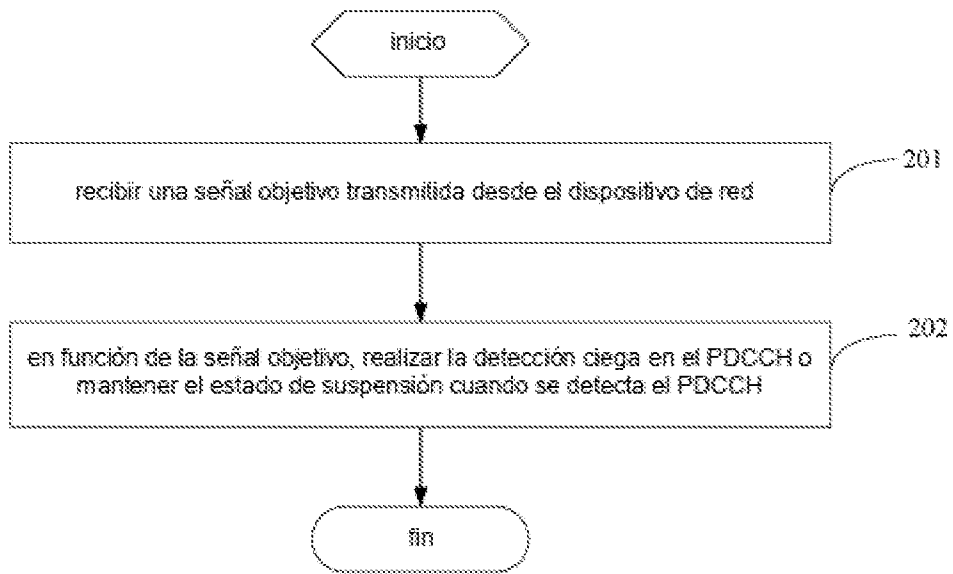 inicio
recibir una señal objetivo transmitida desde el dispositivo de red
201
en función de la señal objetivo, realizar la detección ciega en el PDCCH o
mantener el estado de suspensión cuando se detecta el PDCCH
202
fin